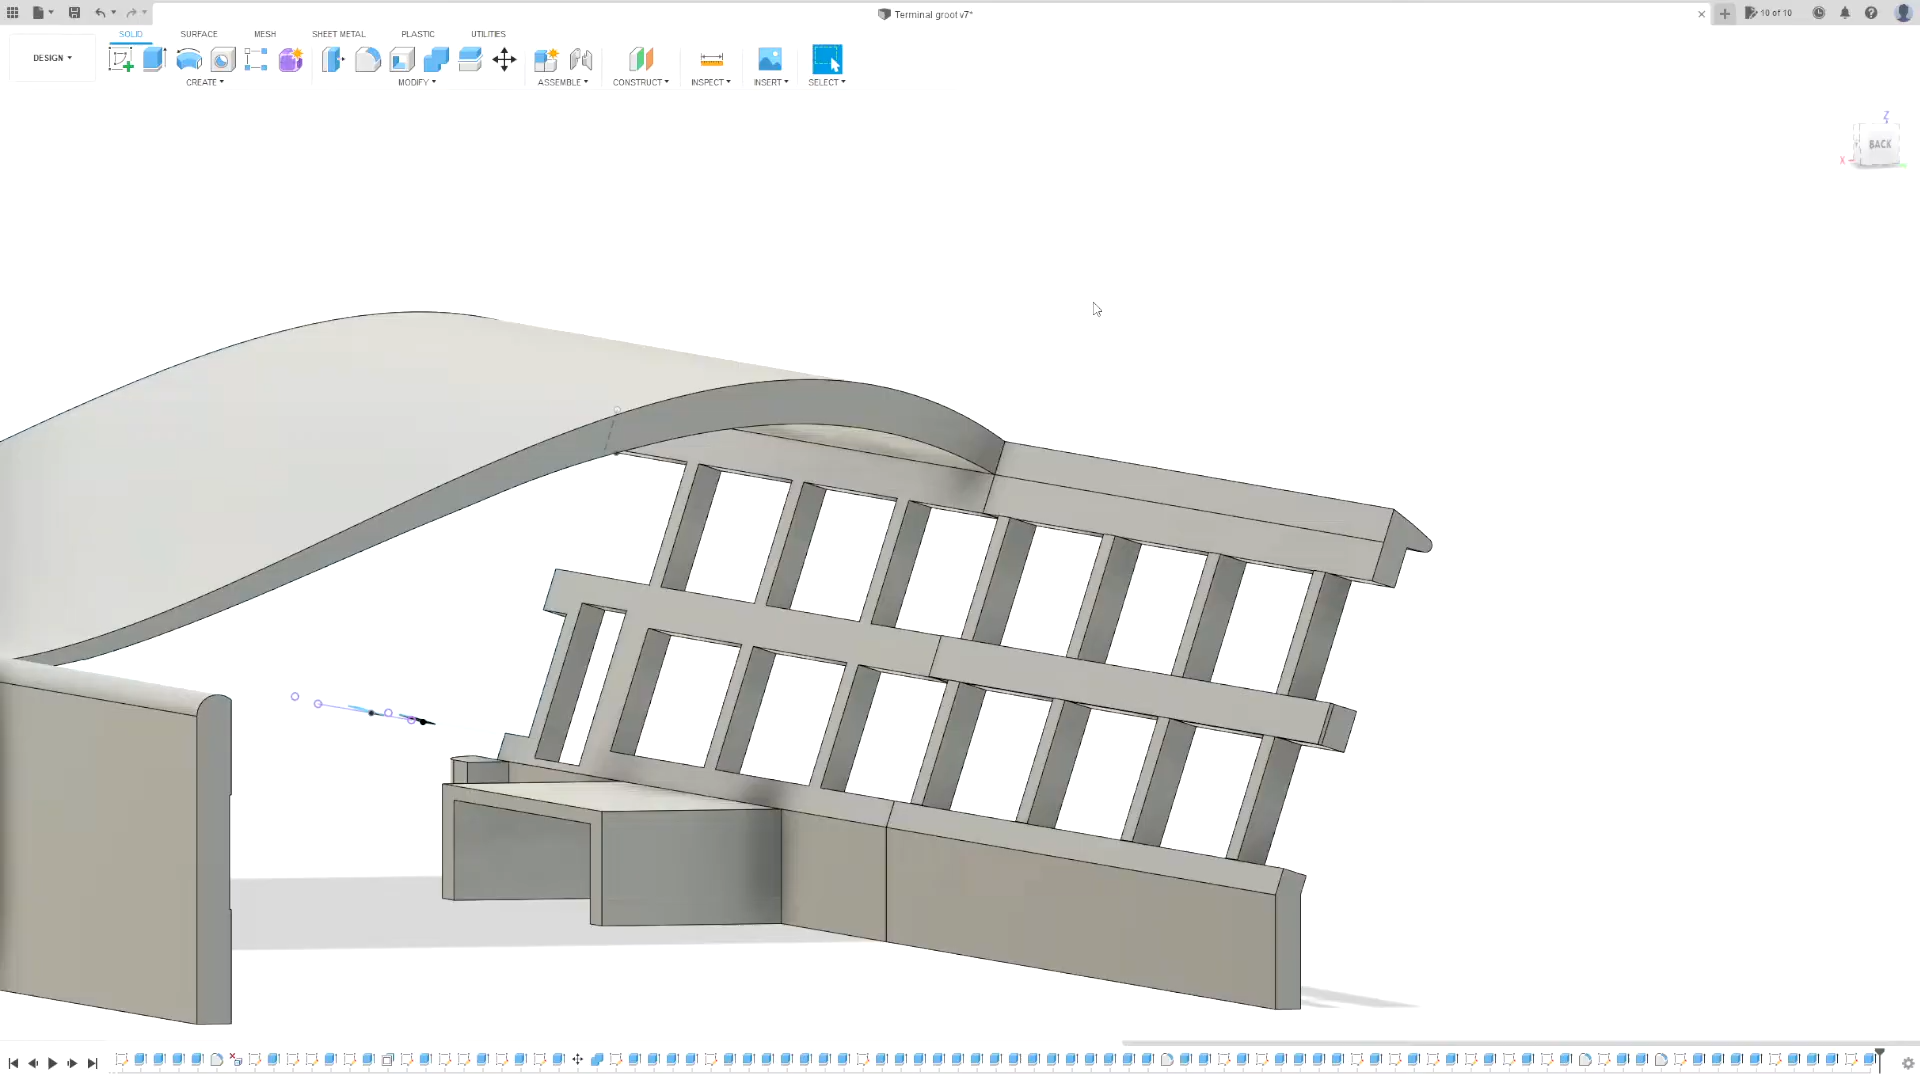 Terminal groot v7*
10 of 10
SOLID SURFACE MESH SHEET METAL PLASTIC UTILITIES
DESIGN
CREATE MODIFY ASSEMBLE CONSTRUCT INSPECT INSERT SELECT
Z
BACK
X